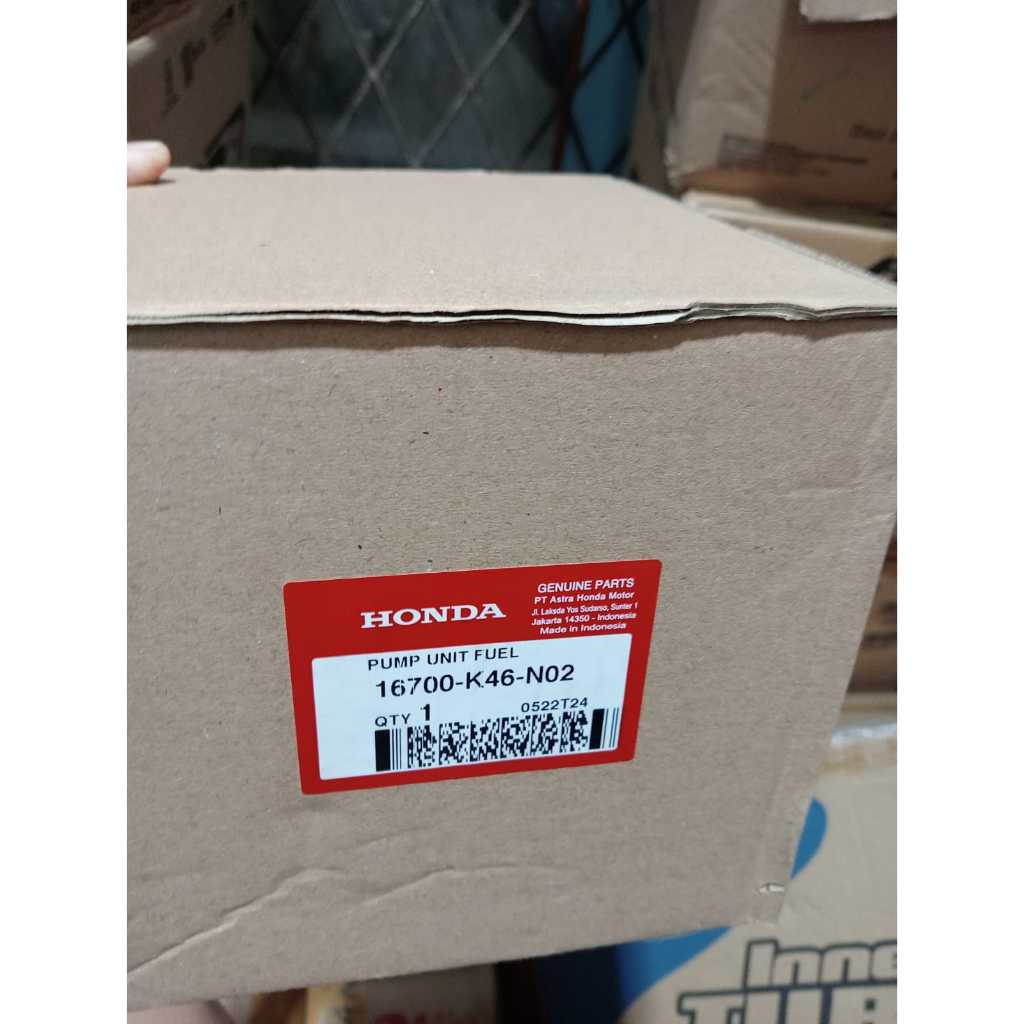 HONDA
GENUINE PARTS
PT Astra Honda Motor
Jl. Laksda Yos Sudarso, Sunter 1
Jakarta 14350 - Indonesia
Made in Indonesia
PUMP UNIT FUEL
16700-K46-N02
QTY 1
0522T24
Inne